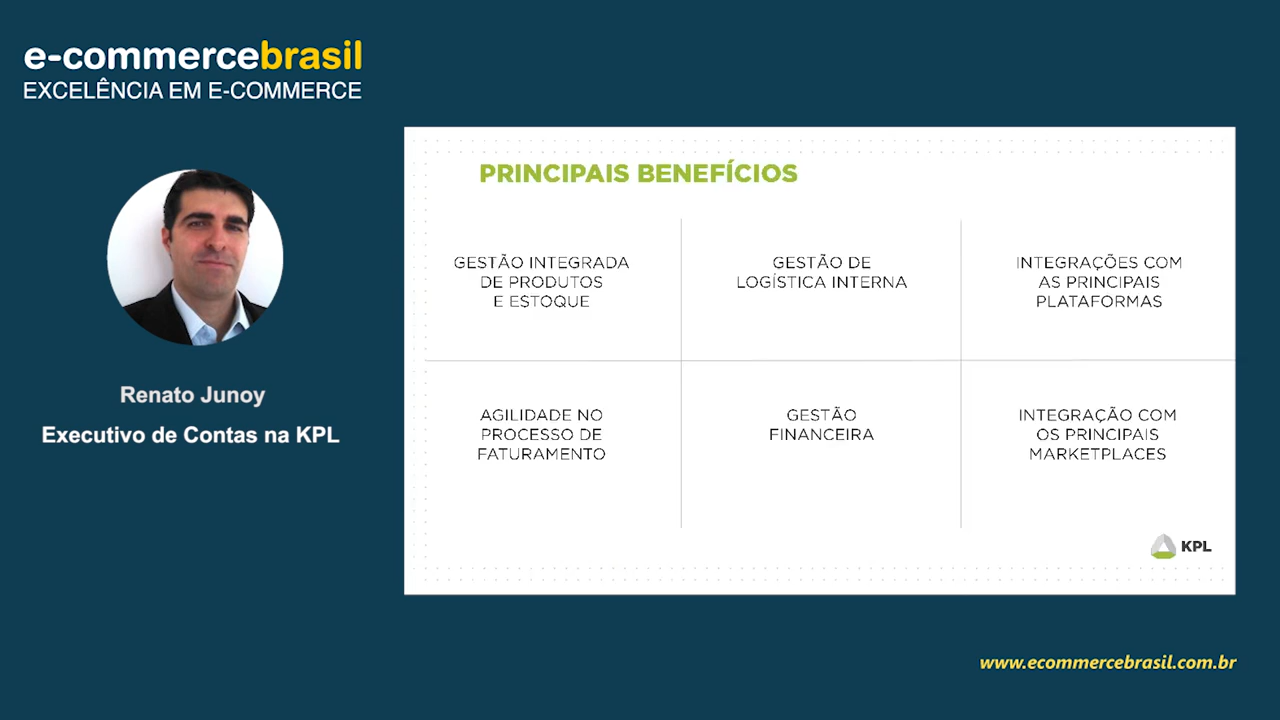 e-commercebrasil
EXCELÊNCIA EM E-COMMERCE
Renato Junoy
Executivo de Contas na KPL
PRINCIPAIS BENEFÍCIOS
GESTÃO INTEGRADA
DE PRODUTOS
E ESTOQUE
GESTÃO DE
LOGÍSTICA INTERNA
INTEGRAÇÕES COM
AS PRINCIPAIS
PLATAFORMAS
AGILIDADE NO
PROCESSO DE
FATURAMENTO
GESTÃO
FINANCEIRA
INTEGRAÇÃO COM
OS PRINCIPAIS
MARKETPLACES
KPL
www.ecommercebrasil.com.br